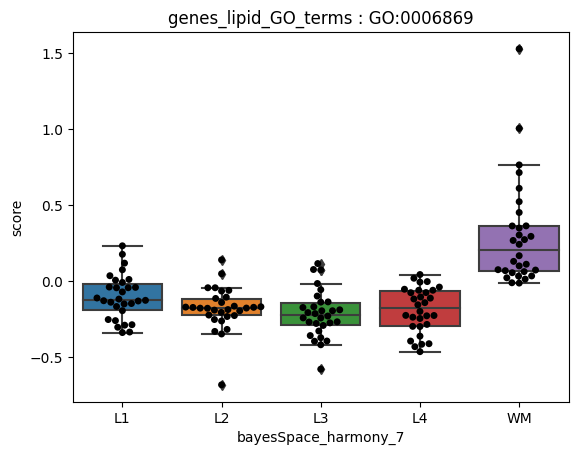 genes_lipid_GO_terms : GO:0006869
1.5
1.0
0.5
0.0
−0.5
score
L1 L2 L3 L4 WM
bayesSpace_harmony_7